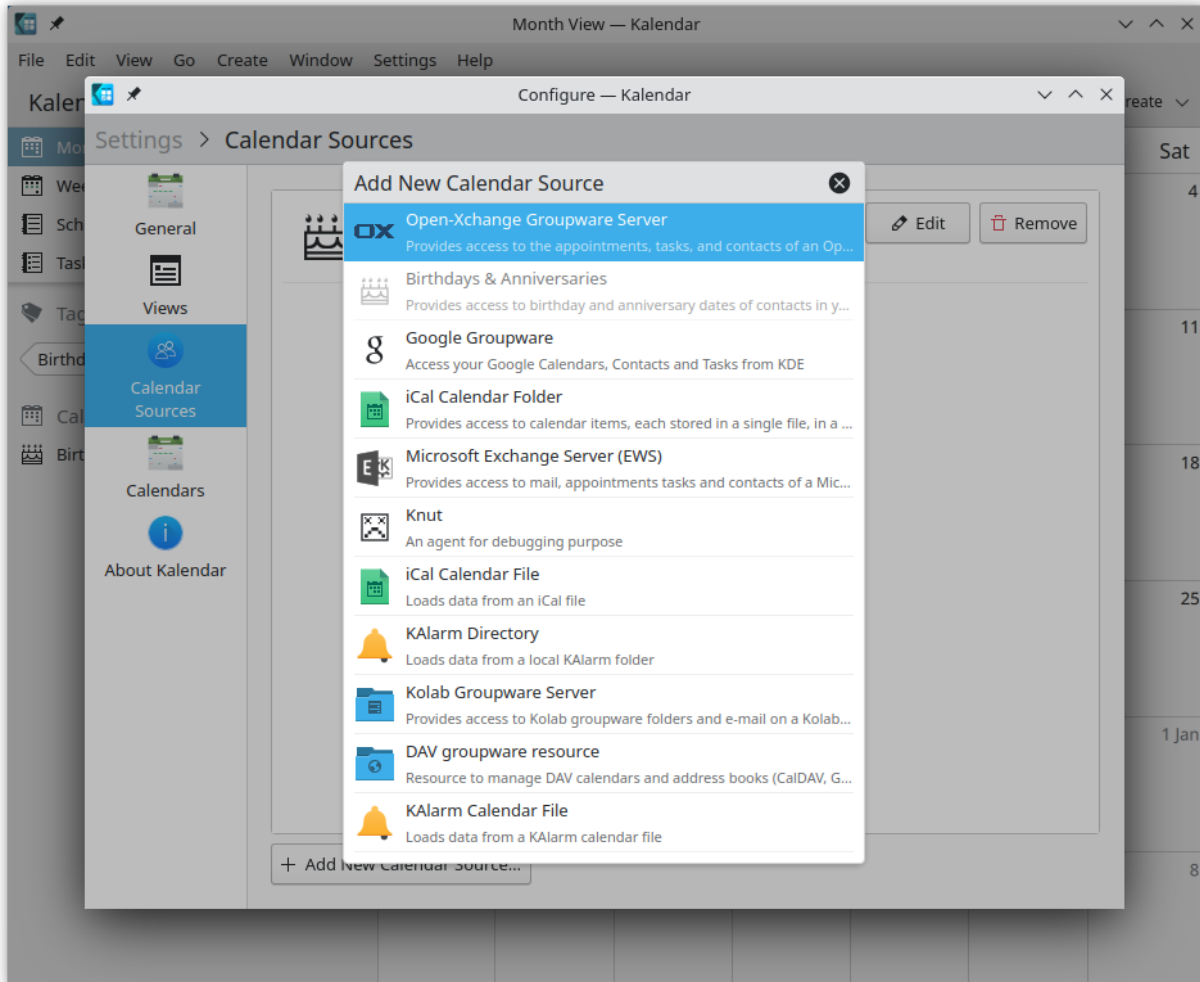 Month View — Kalendar
File Edit View Go Create Window Settings Help
Configure — Kalendar
Settings > Calendar Sources
Sat
4
11
18
25
1 Jan
8
General
Views
Calendar
Sources
Calendars
About Kalendar
Edit
Remove
Add New Calendar Source
OX
Open-Xchange Groupware Server
Provides access to the appointments, tasks, and contacts of an Op...
Birthdays & Anniversaries
Provides access to birthday and anniversary dates of contacts in y...
g
Google Groupware
Access your Google Calendars, Contacts and Tasks from KDE
iCal Calendar Folder
Provides access to calendar items, each stored in a single file, in a ...
E K
Microsoft Exchange Server (EWS)
Provides access to mail, appointments tasks and contacts of a Mic...
Knut
An agent for debugging purpose
iCal Calendar File
Loads data from an iCal file
KAlarm Directory
Loads data from a local KAlarm folder
Kolab Groupware Server
Provides access to Kolab groupware folders and e-mail on a Kolab...
DAV groupware resource
Resource to manage DAV calendars and address books (CalDAV, G...
KAlarm Calendar File
Loads data from a KAlarm calendar file
+ Add New Calendar Source...